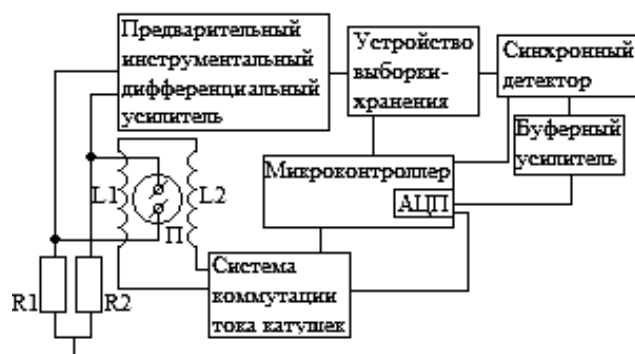 Предварительный
инструментальный
дифференциальный
усилитель
Устройство
выборки-
хранения
Синхронный
детектор
Буферный
усилитель
Микроконтроллер
АЦП
L1
L2
П
R1
R2
Система
коммутации
тока катушек